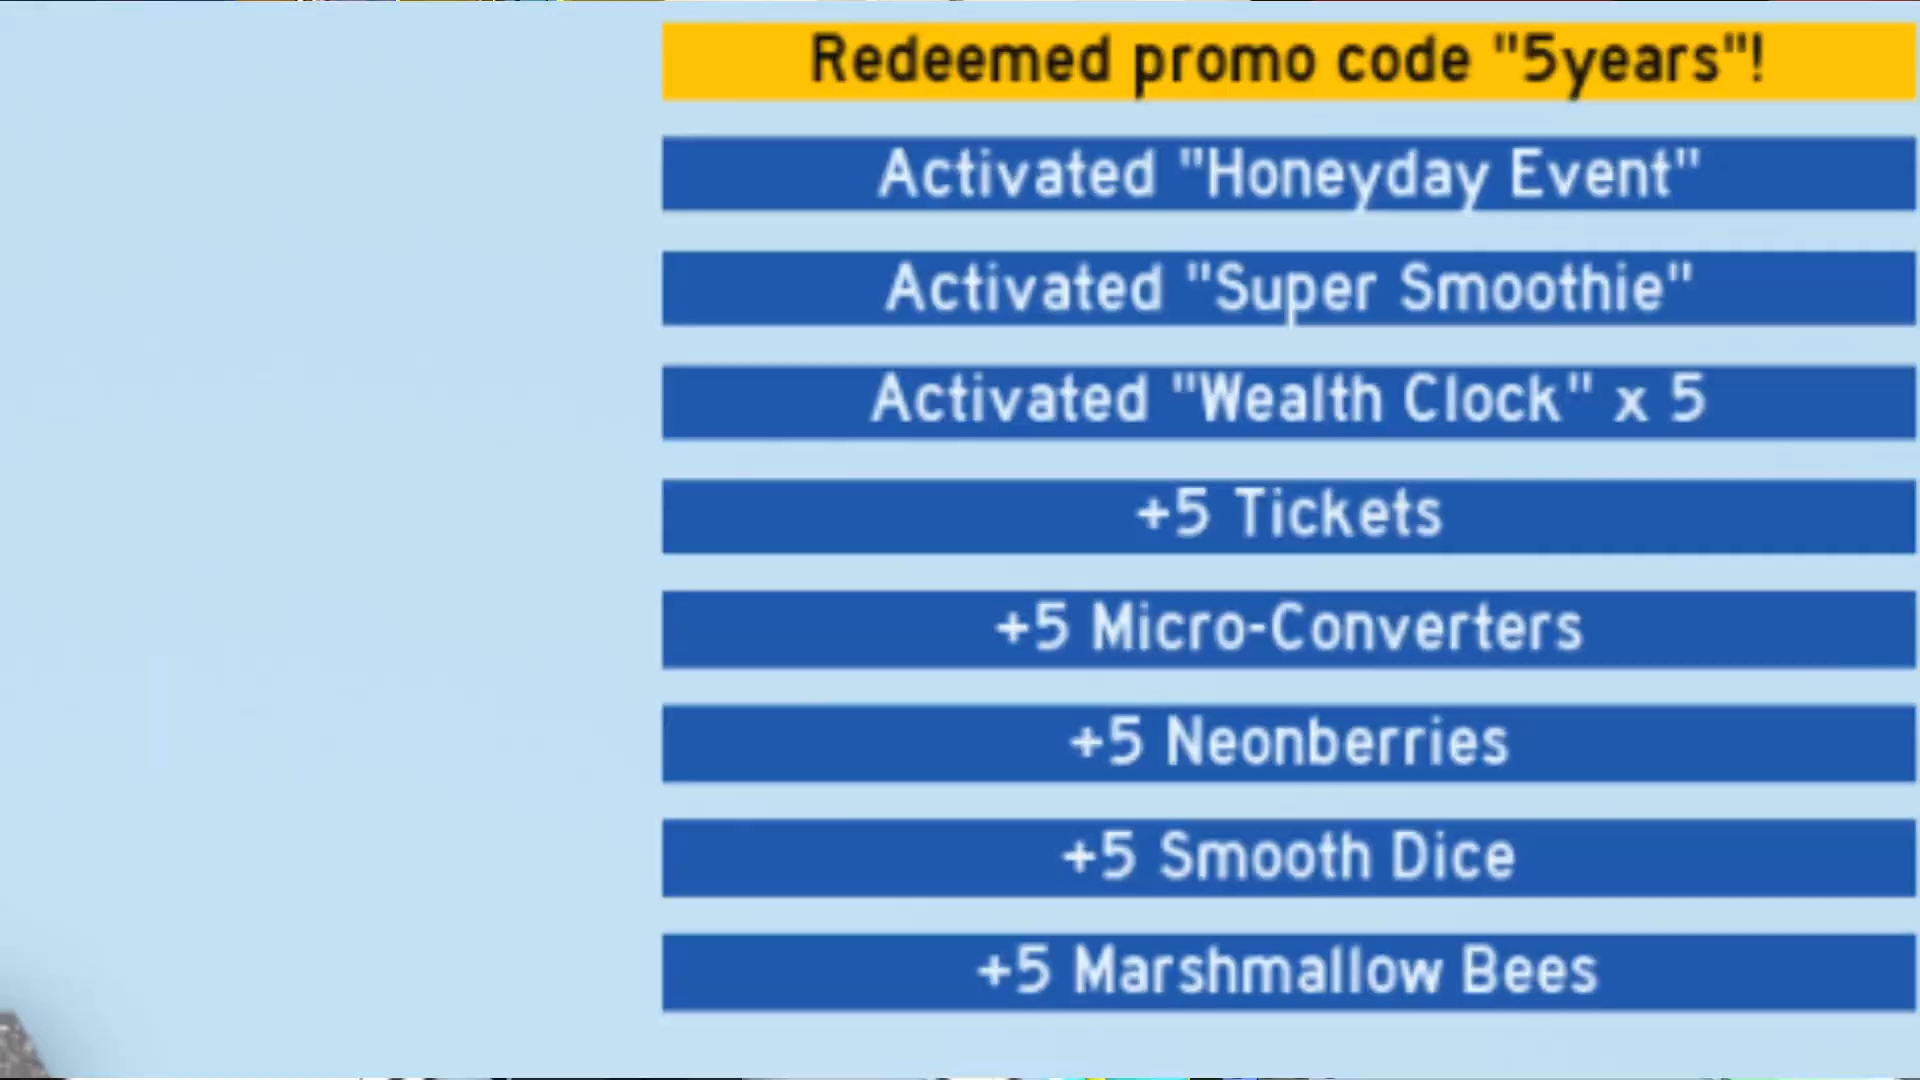 Redeemed promo code "5years"!
Activated "Honeyday Event"
Activated "Super Smoothie"
Activated "Wealth Clock" x 5
+5 Tickets
+5 Micro-Converters
+5 Neonberries
+5 Smooth Dice
+5 Marshmallow Bees